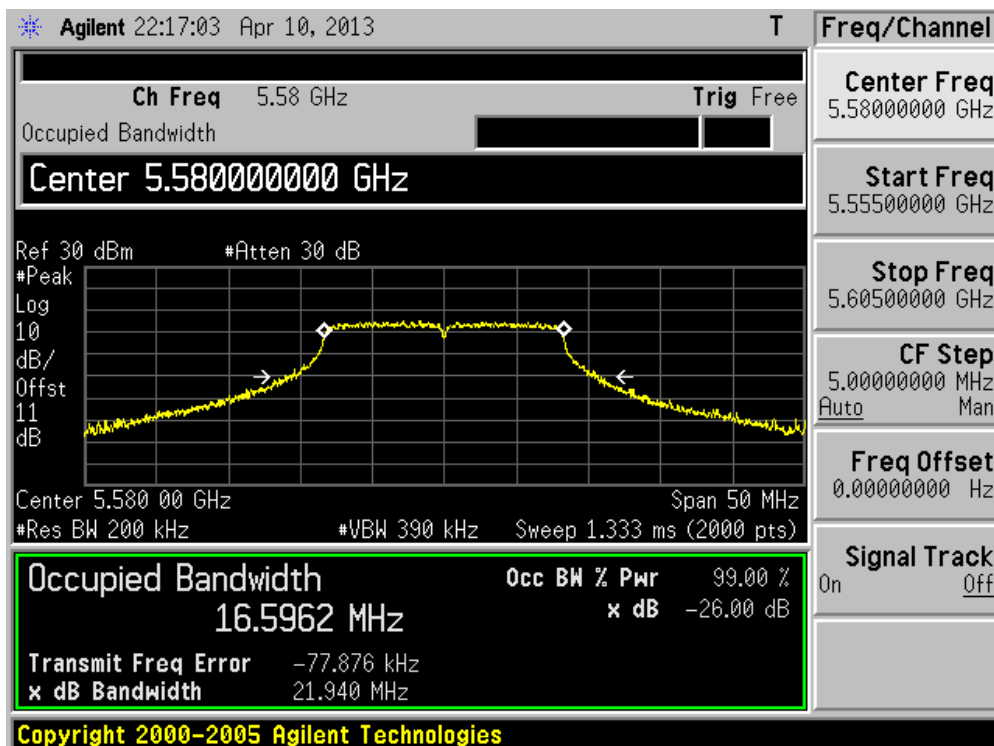 Agilent 22:17:03 Apr 10, 2013 T
Ch Freq 5.58 GHz Trig Free
Occupied Bandwidth
Center 5.580000000 GHz
Ref 30 dBm #Atten 30 dB
#Peak
Log
10
dB/
Offst
11
dB
Center 5.580 00 GHz Span 50 MHz
#Res BW 200 kHz #VBW 390 kHz Sweep 1.333 ms (2000 pts)
Occupied Bandwidth
16.5962 MHz
Occ BW % Pwr 99.00 %
x dB -26.00 dB
Transmit Freq Error -77.876 kHz
x dB Bandwidth 21.940 MHz
Copyright 2000-2005 Agilent Technologies
Freq/Channel
Center Freq
5.58000000 GHz
Start Freq
5.55500000 GHz
Stop Freq
5.60500000 GHz
CF Step
5.00000000 MHz
Auto Man
Freq Offset
0.00000000 Hz
Signal Track
On Off